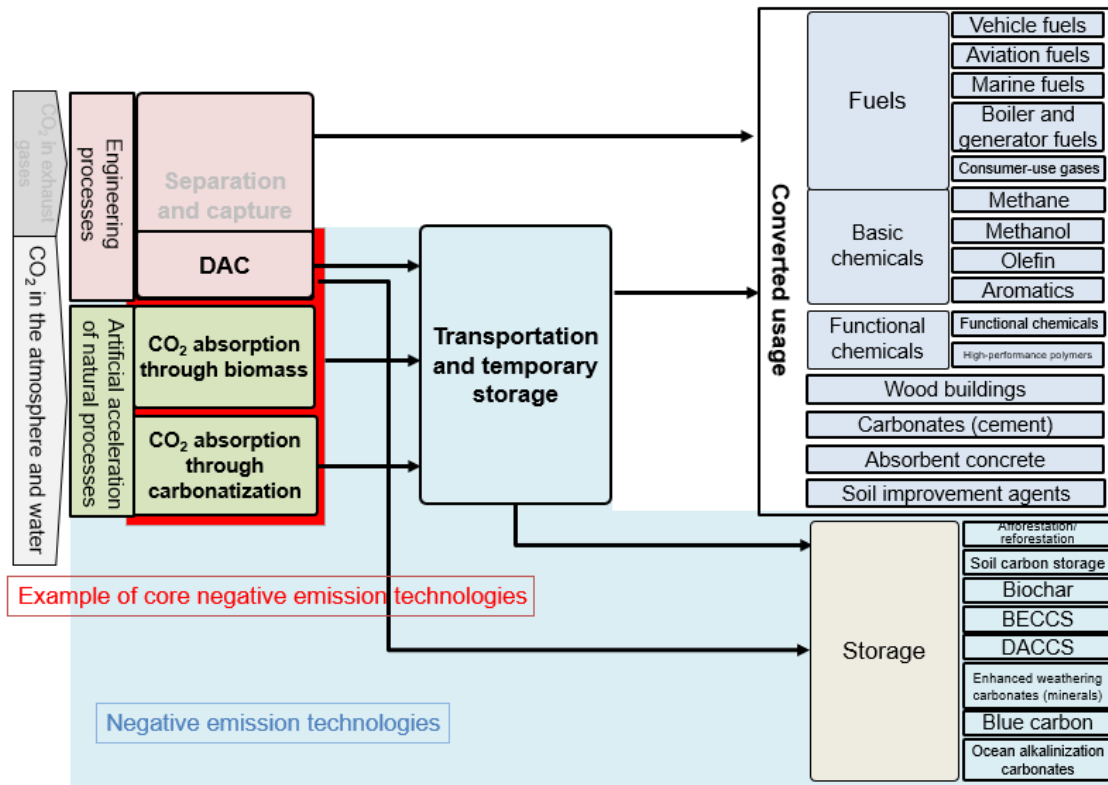 CO₂ in exhaust
gases
CO₂ in the atmosphere and water
Engineering
processes
Separation
and capture
DAC
Artificial acceleration
of natural processes
CO₂ absorption
through biomass
CO₂ absorption
through
carbonatization
Example of core negative emission technologies
Negative emission technologies
Transportation
and temporary
storage
Converted usage
Fuels
Vehicle fuels
Aviation fuels
Marine fuels
Boiler and
generator fuels
Consumer-use gases
Basic
chemicals
Methane
Methanol
Olefin
Aromatics
Functional
chemicals
Functional chemicals
High-performance polymers
Wood buildings
Carbonates (cement)
Absorbent concrete
Soil improvement agents
Storage
Afforestation/
reforestation
Soil carbon storage
Biochar
BECCS
DACCS
Enhanced weathering
carbonates (minerals)
Blue carbon
Ocean alkalinization
carbonates